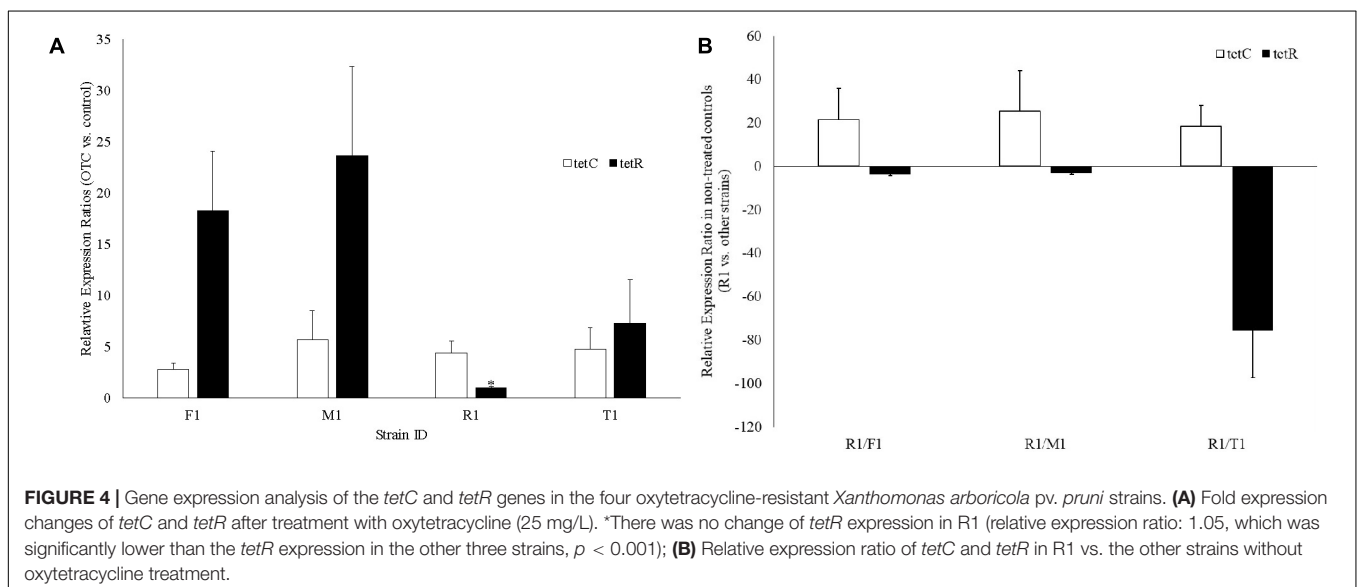 A
B
35
30
25
20
15
10
5
0
Relavtive Expression Ratios (OTC vs. control)
tetC
tetR
*
F1
M1
R1
T1
Strain ID
60
40
20
0
-20
-40
-60
-80
-100
-120
Relative Expression Ratio in non-treated controls
(R1 vs. other strains)
tetC
tetR
R1/F1
R1/M1
R1/T1
FIGURE 4 | Gene expression analysis of the tetC and tetR genes in the four oxytetracycline-resistant Xanthomonas arboricola pv. pruni strains. (A) Fold expression
changes of tetC and tetR after treatment with oxytetracycline (25 mg/L). *There was no change of tetR expression in R1 (relative expression ratio: 1.05, which was
significantly lower than the tetR expression in the other three strains, p < 0.001); (B) Relative expression ratio of tetC and tetR in R1 vs. the other strains without
oxytetracycline treatment.